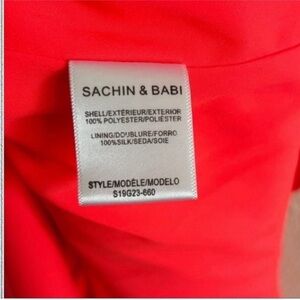 SACHIN & BABI
SHELL/EXTÉRIEUR/EXTERIOR
100% POLYESTER/POLIESTER
LINING/DOUBLURE/FORRO
100%SILK/SEDA/SOIE
STYLE/MODÈLE/MODELO
S19G23-660